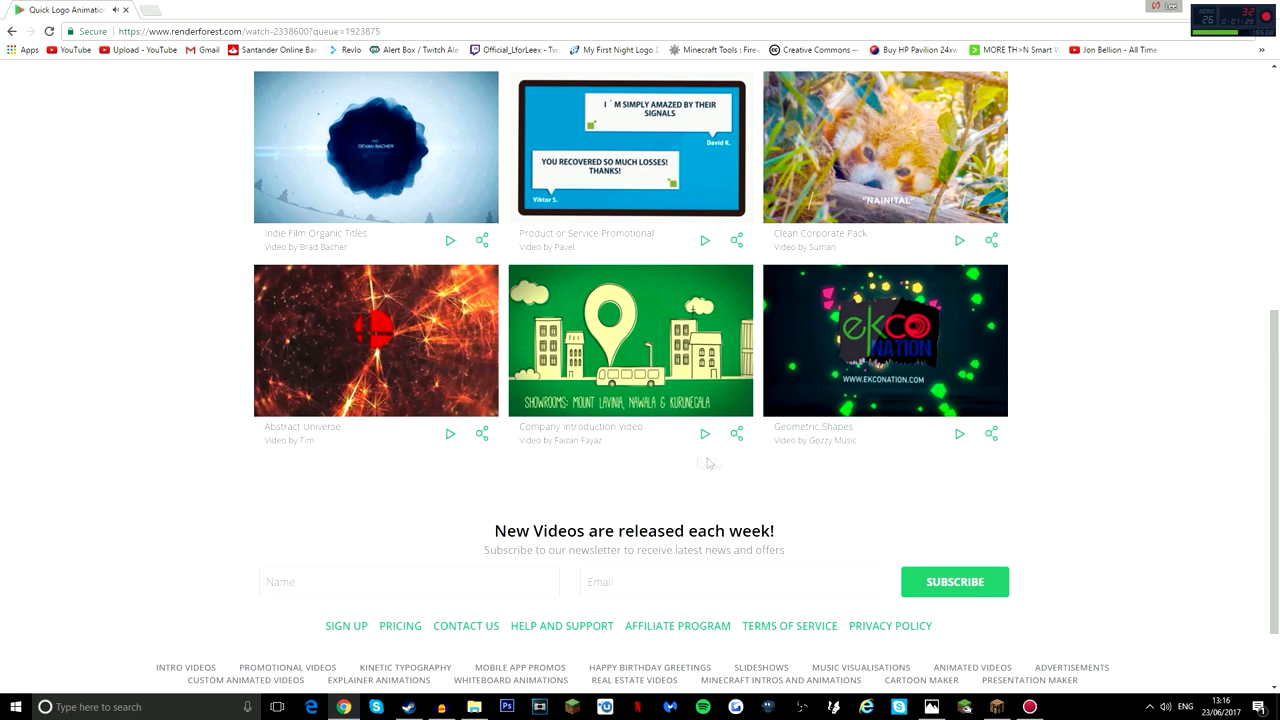 Quick Logo Animatio
Secure https://www.renderforest.com/watch-2338600?queue=1923875
Apps YouTube Upload - YouTube Gmail Santander Online Ban Revlo Alert Box / Twitch Ale My First Night Minecraft Server Creative Commons — Buy HP Pavilion 24xw MORE TH>N Smart W Jon Bellion - All Time »
AERO
26
32
0:07:29
DEVAN BACHER
I ´ M SIMPLY AMAZED BY THEIR
SIGNALS
David K.
YOU RECOVERED SO MUCH LOSSES!
THANKS!
Viktor S.
"NAINITAL"
Indie Film Organic Titles
Video by Brad Bacher
Product or Service Promotional
Video by Pavel
Clean Corporate Pack
Video by Suman
SHOWROOMS: MOUNT LAVINIA, NAWALA & KURUNEGALA
ekco
NATION
WWW.EKCONATION.COM
Abstract Universe
Video by Tim
Company Introduction Video
Video by Faizan Fayaz
Geometric Shapes
Video by Gozzy Music
New Videos are released each week!
Subscribe to our newsletter to receive latest news and offers
Name
Email
SUBSCRIBE
SIGN UP PRICING CONTACT US HELP AND SUPPORT AFFILIATE PROGRAM TERMS OF SERVICE PRIVACY POLICY
INTRO VIDEOS PROMOTIONAL VIDEOS KINETIC TYPOGRAPHY MOBILE APP PROMOS HAPPY BIRTHDAY GREETINGS SLIDESHOWS MUSIC VISUALISATIONS ANIMATED VIDEOS ADVERTISEMENTS
CUSTOM ANIMATED VIDEOS EXPLAINER ANIMATIONS WHITEBOARD ANIMATIONS REAL ESTATE VIDEOS MINECRAFT INTROS AND ANIMATIONS CARTOON MAKER PRESENTATION MAKER
Type here to search
ENG
13:16
23/06/2017